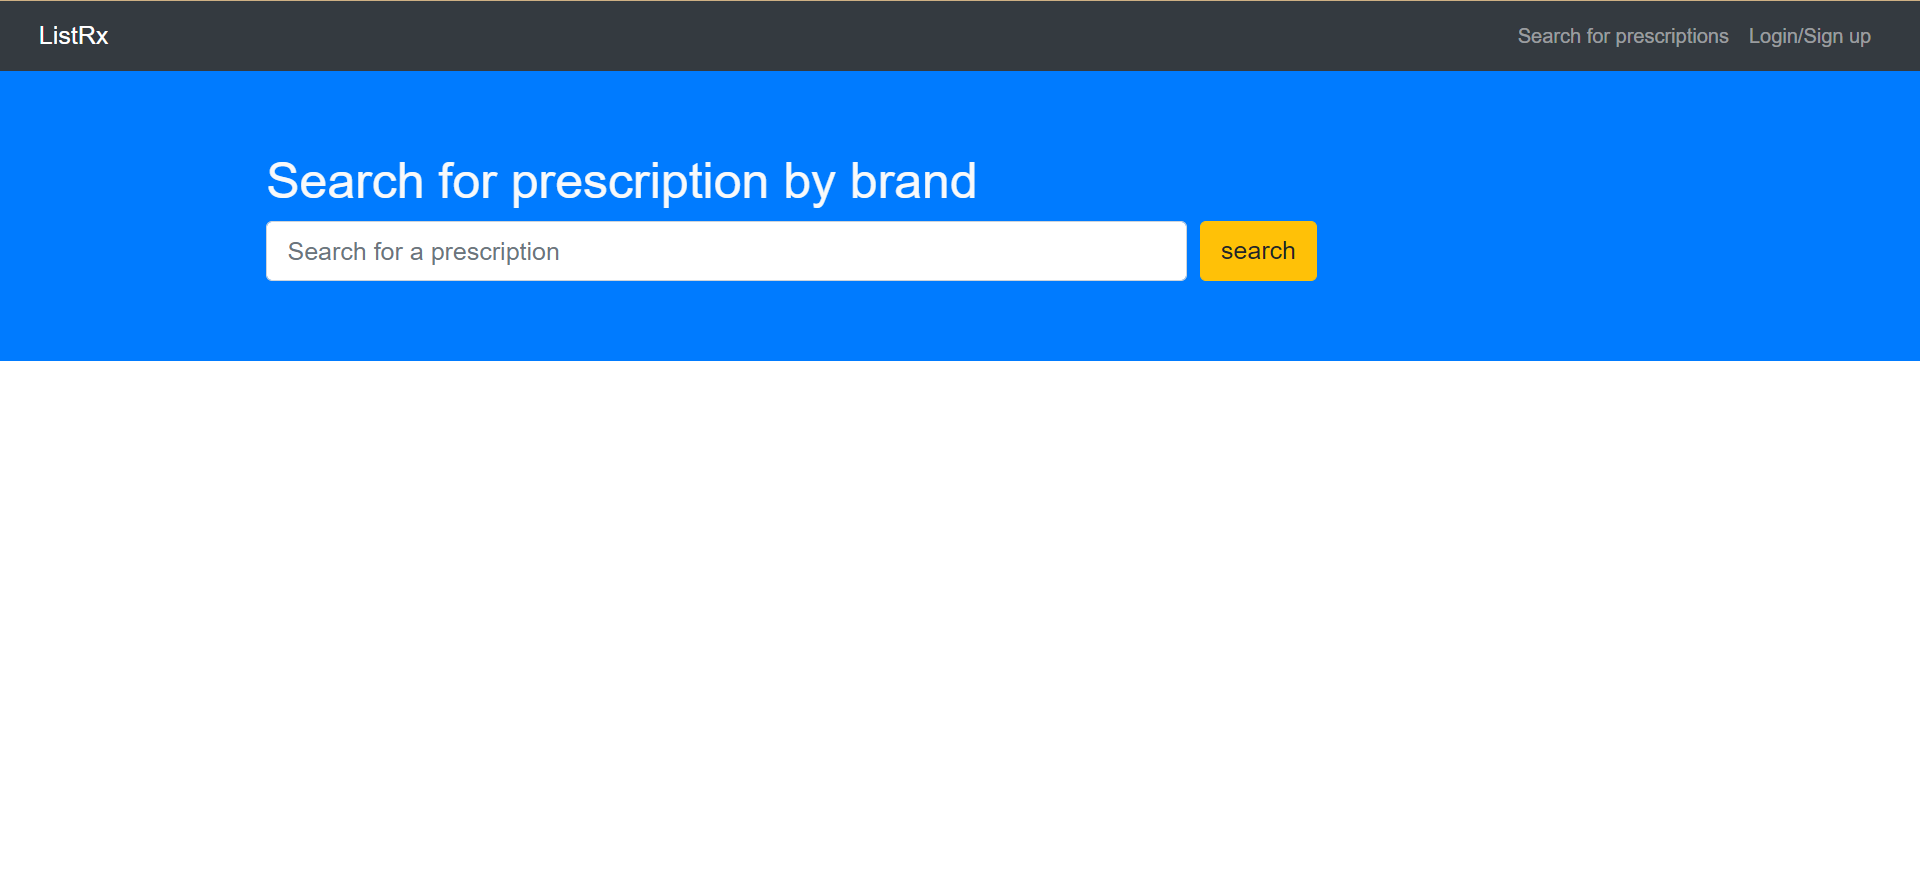 ListRx
Search for prescriptions
Login/Sign up
Search for prescription by brand
Search for a prescription
search